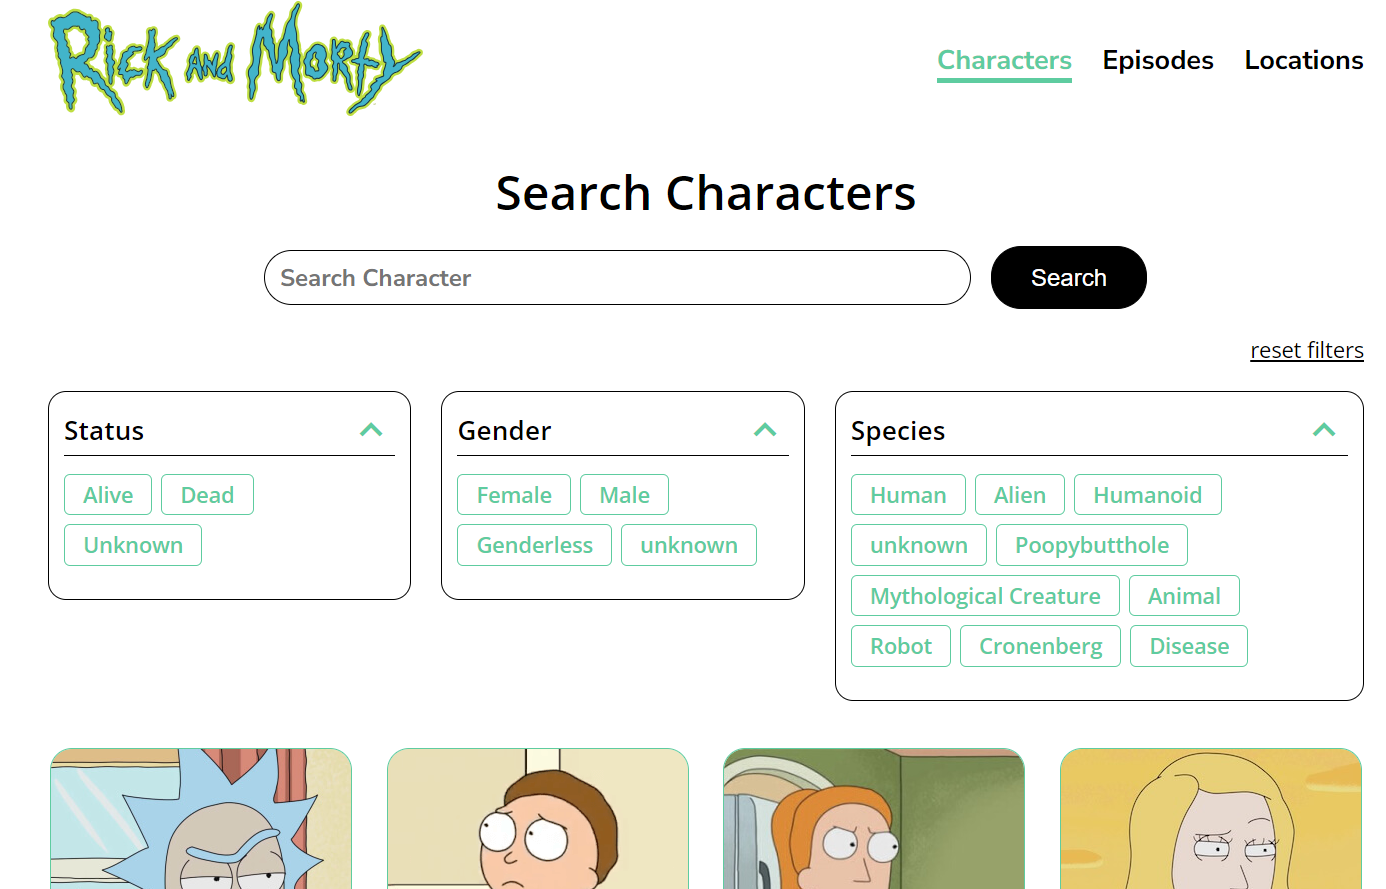 Rick and Morty
Characters Episodes Locations
Search Characters
Search Character
Search
reset filters
Status
Alive Dead
Unknown
Gender
Female Male
Genderless unknown
Species
Human Alien Humanoid
unknown Poopybutthole
Mythological Creature Animal
Robot Cronenberg Disease